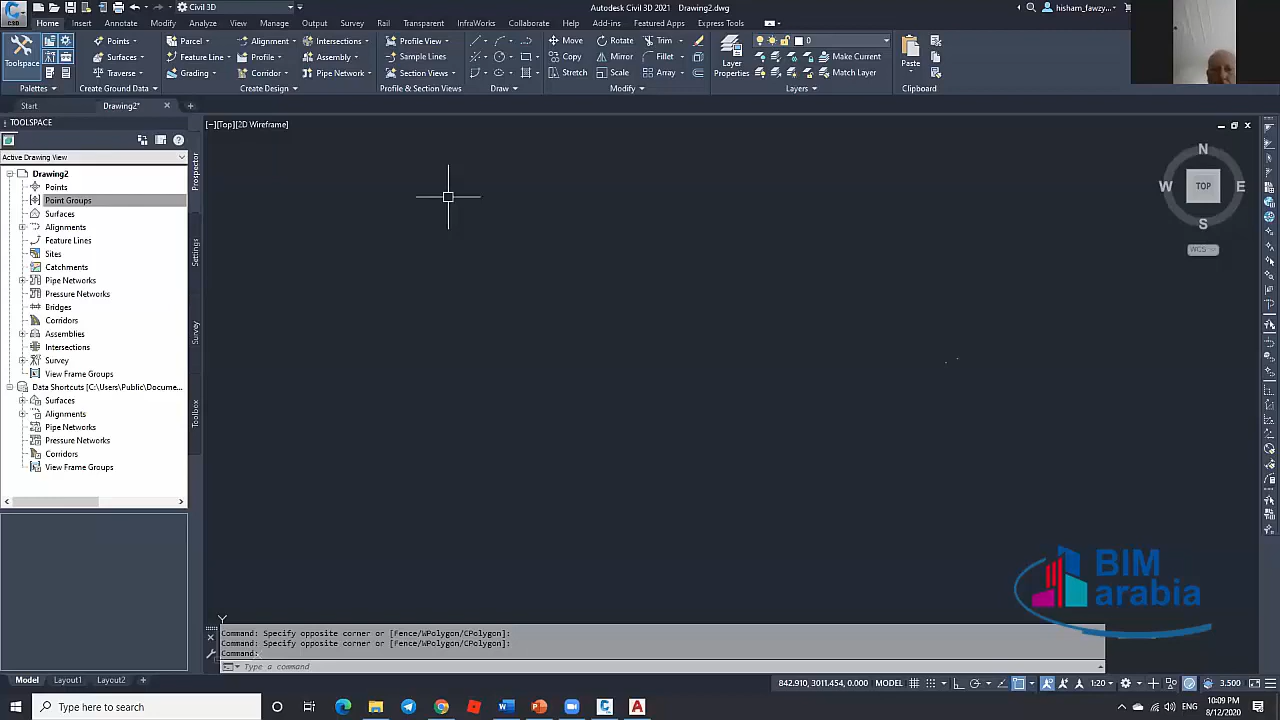 Civil 3D
Autodesk Civil 3D 2021 Drawing2.dwg
hisham_fawzy...
Home Insert Annotate Modify Analyze View Manage Output Survey Rail Transparent InfraWorks Collaborate Help Add-ins Featured Apps Express Tools
Points Parcel Alignment Intersections Profile View Move Rotate Trim 0
Toolspace Surfaces Feature Line Profile Assembly Sample Lines Copy Mirror Fillet Layer Properties Make Current Paste
Traverse Grading Corridor Pipe Network Section Views Stretch Scale Array Match Layer
Palettes Create Ground Data Create Design Profile & Section Views Draw Modify Layers Clipboard
Start Drawing2*
TOOLSPACE
[−][Top][2D Wireframe]
Active Drawing View
Drawing2
Points
Point Groups
Surfaces
Alignments
Feature Lines
Sites
Catchments
Pipe Networks
Pressure Networks
Bridges
Corridors
Assemblies
Intersections
Survey
View Frame Groups
Data Shortcuts [C:\Users\Public\Docume...
Surfaces
Alignments
Pipe Networks
Pressure Networks
Corridors
View Frame Groups
Prospector
Settings
Survey
Toolbox
N
W TOP E
S
WCS
BIM
arabia
Y
Command: Specify opposite corner or [Fence/WPolygon/CPolygon]:
Command: Specify opposite corner or [Fence/WPolygon/CPolygon]:
Command:
Type a command
Model Layout1 Layout2
842.910, 3011.454, 0.000 MODEL 1:20 3.500
Type here to search
ENG
10:09 PM
8/12/2020